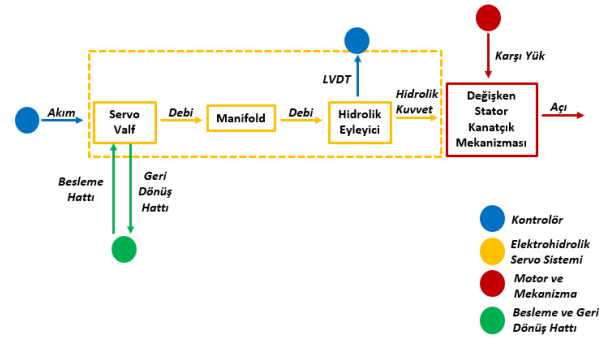 Karşı Yük
LVDT
Hidrolik
Kuvvet
Akım
Servo
Valf
Debi
Manifold
Debi
Hidrolik
Eyleyici
Değişken
Stator
Kanatçık
Mekanizması
Açı
Besleme
Hattı
Geri
Dönüş
Hattı
Kontrolör
Elektrohidrolik
Servo Sistemi
Motor ve
Mekanizma
Besleme ve Geri
Dönüş Hattı